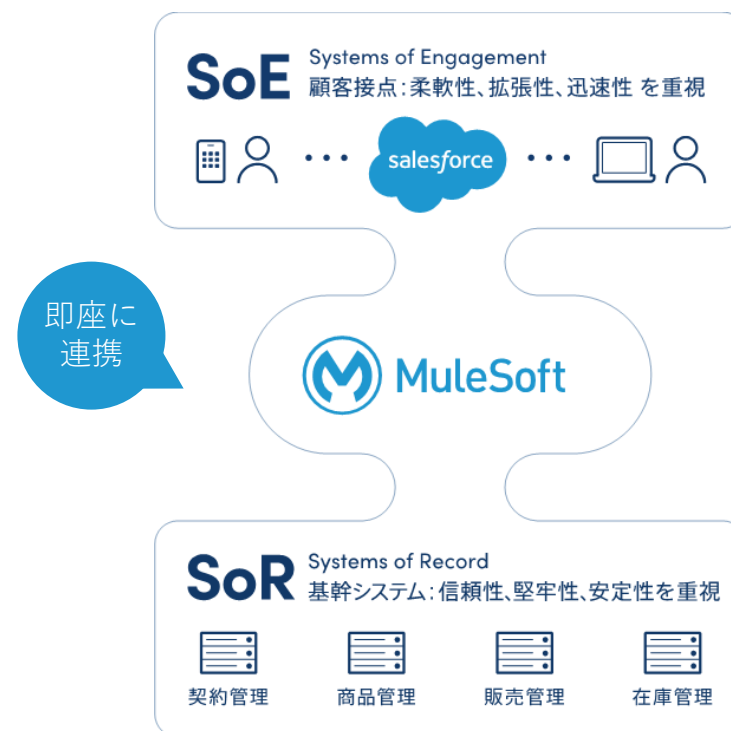 SoE
Systems of Engagement
顧客接点:柔軟性、拡張性、迅速性 を重視
salesforce
即座に
連携
MuleSoft
SoR
Systems of Record
基幹システム:信頼性、堅牢性、安定性を重視
契約管理
商品管理
販売管理
在庫管理